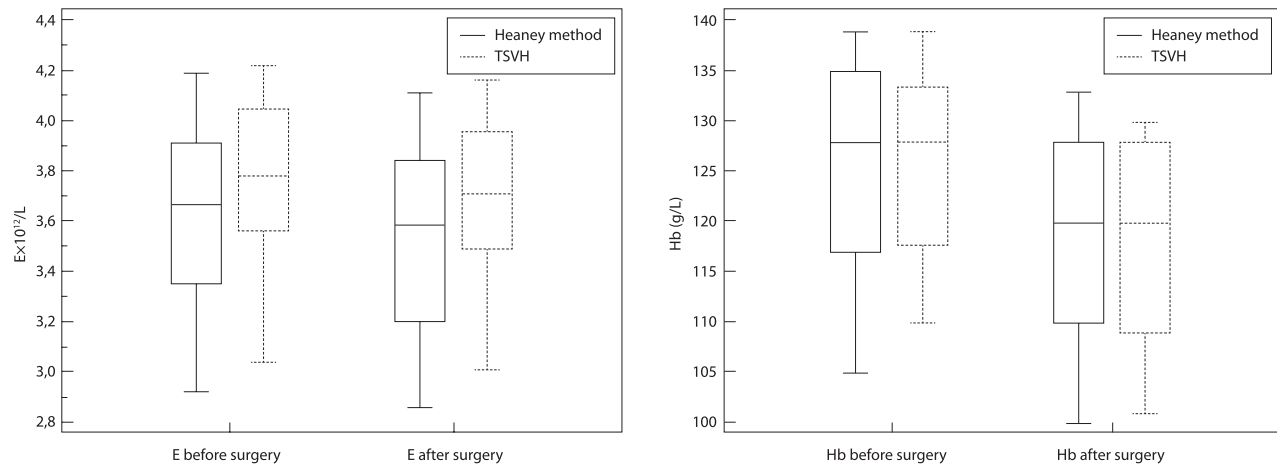 4,4
4,2
4,0
3,8
3,6
3,4
3,2
3,0
2,8
E×10¹²/L
Heaney method
TSVH
E before surgery
E after surgery
140
135
130
125
120
115
110
105
100
Hb (g/L)
Heaney method
TSVH
Hb before surgery
Hb after surgery